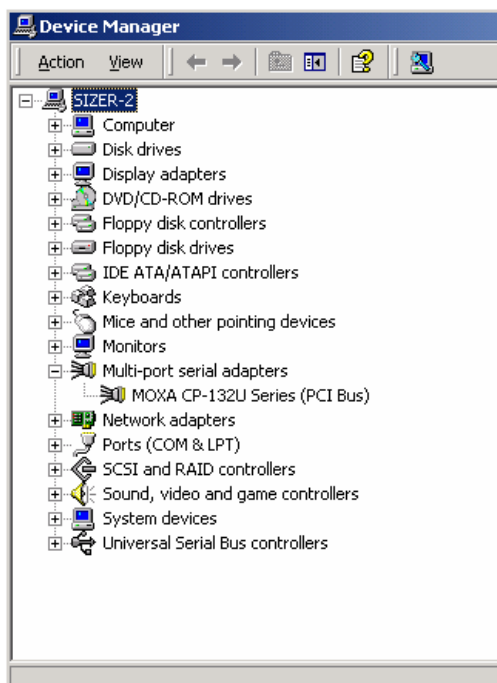 Device Manager
Action View
SIZER-2
Computer
Disk drives
Display adapters
DVD/CD-ROM drives
Floppy disk controllers
Floppy disk drives
IDE ATA/ATAPI controllers
Keyboards
Mice and other pointing devices
Monitors
Multi-port serial adapters
MOXA CP-132U Series (PCI Bus)
Network adapters
Ports (COM & LPT)
SCSI and RAID controllers
Sound, video and game controllers
System devices
Universal Serial Bus controllers